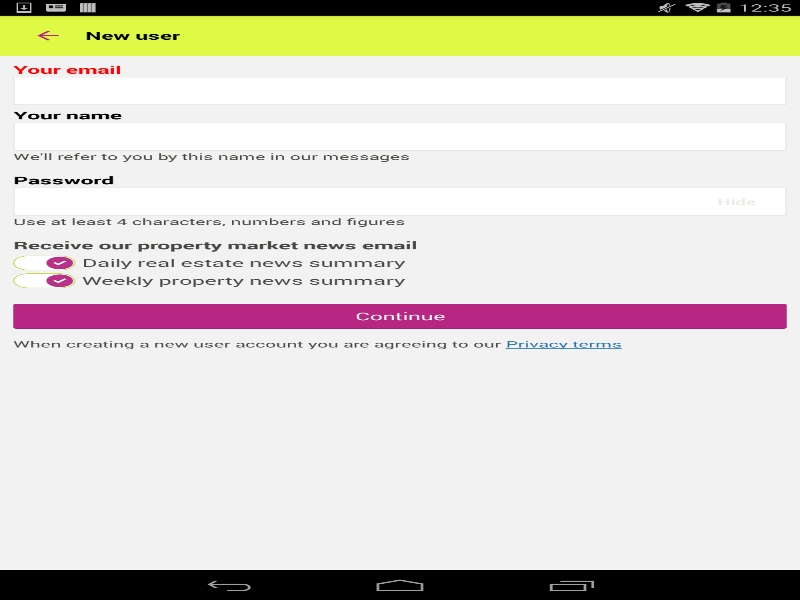 12:35
New user
Your email
Your name
We'll refer to you by this name in our messages
Password
Hide
Use at least 4 characters, numbers and figures
Receive our property market news email
Daily real estate news summary
Weekly property news summary
Continue
When creating a new user account you are agreeing to our Privacy terms